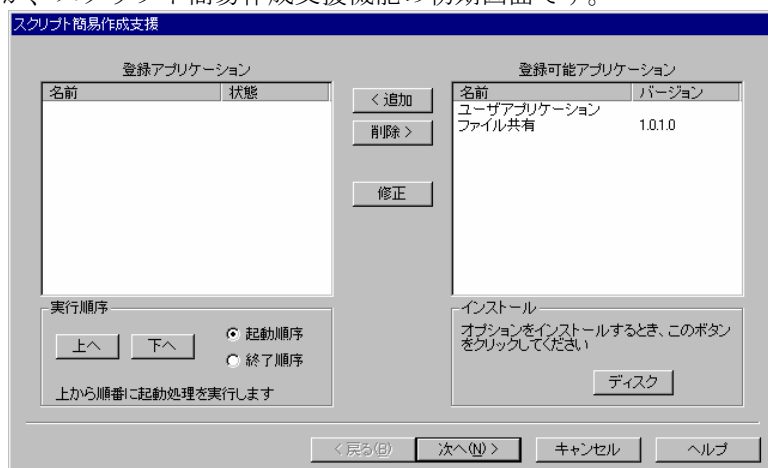 スクリプト簡易作成支援機能の初期画面です。
スクリプト簡易作成支援
登録アプリケーション
名前 状態
< 追加
削除 >
修正
登録可能アプリケーション
名前 バージョン
ユーザアプリケーション
ファイル共有 1.0.1.0
実行順序
上へ 下へ
起動順序
終了順序
上から順番に起動処理を実行します
インストール
オプションをインストールするとき、このボタン
をクリックしてください
ディスク
< 戻る(B) 次へ(N) > キャンセル ヘルプ